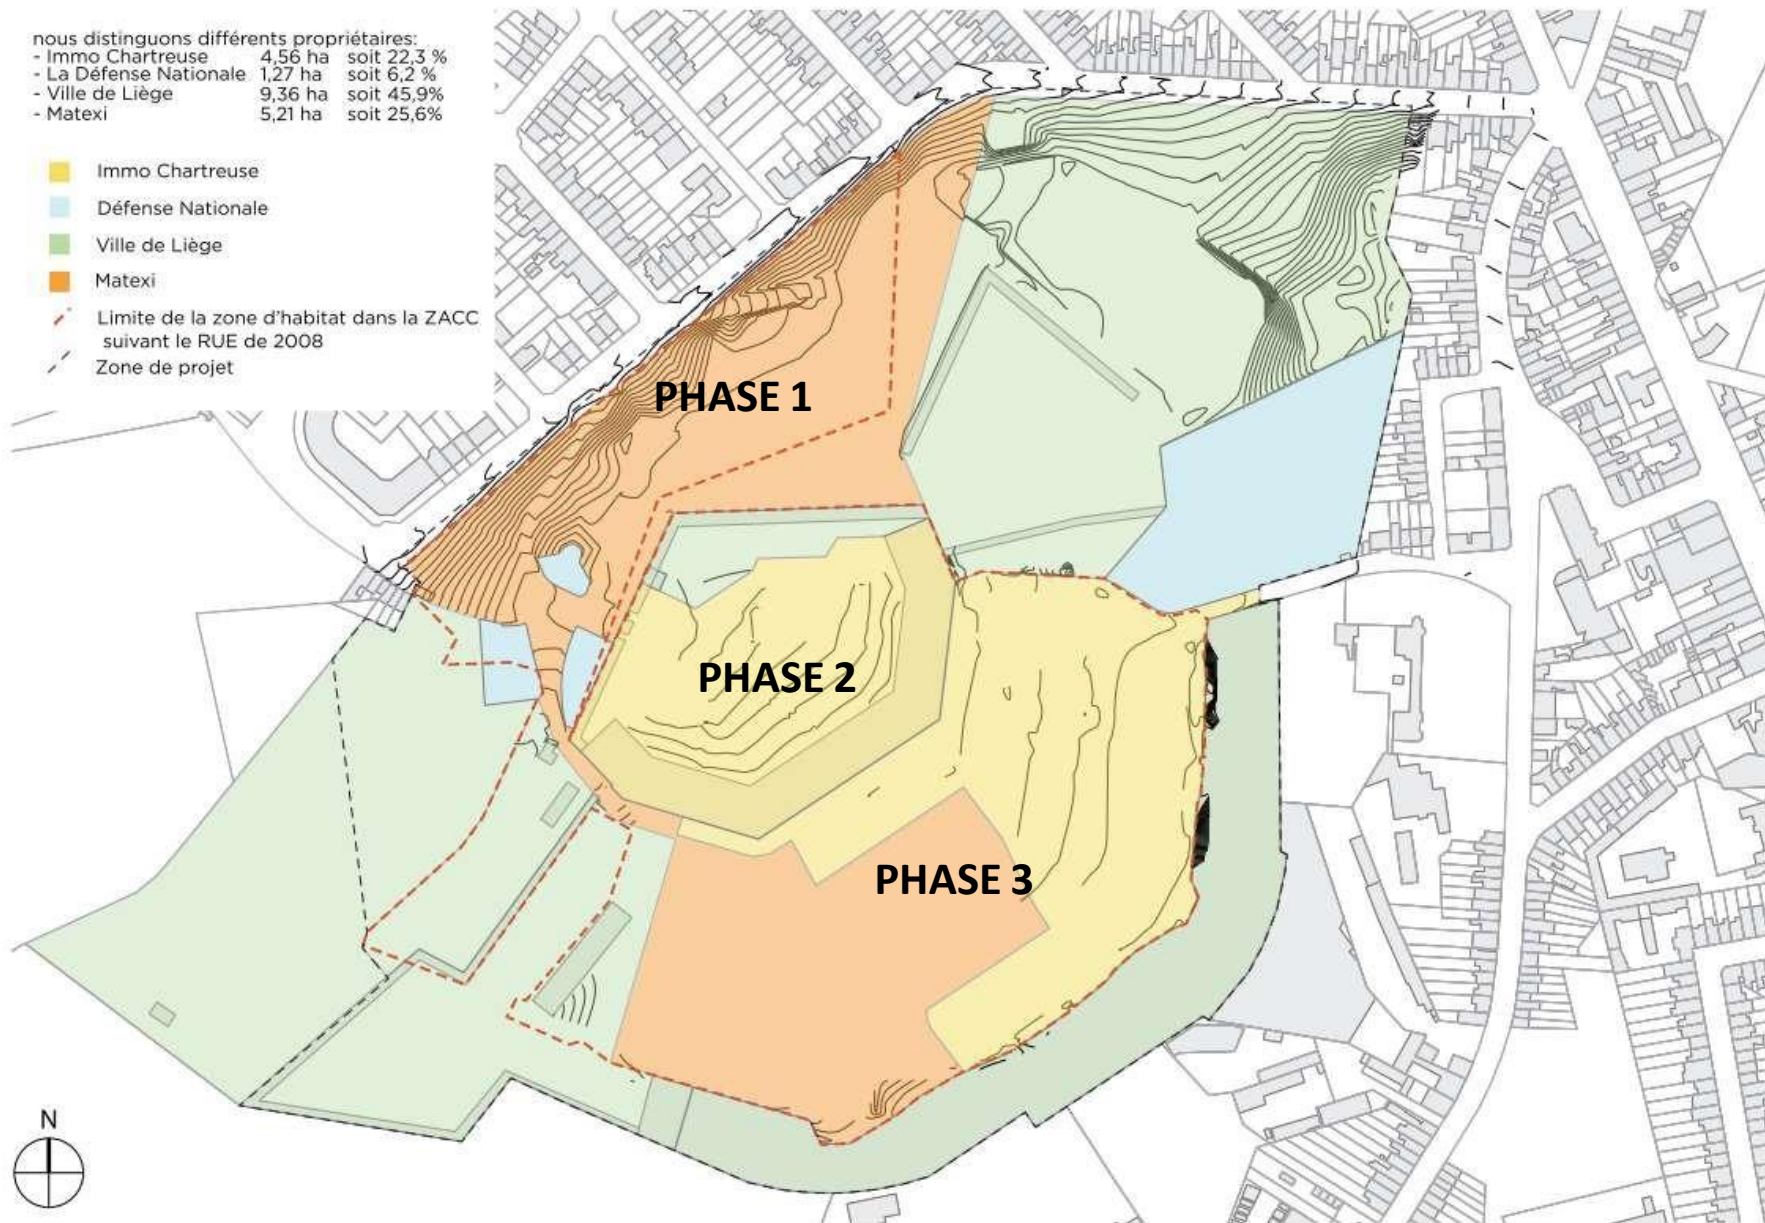 nous distinguons différents propriétaires:
- Immo Chartreuse 4,56 ha soit 22,3 %
- La Défense Nationale 1,27 ha soit 6,2 %
- Ville de Liège 9,36 ha soit 45,9%
- Matexi 5,21 ha soit 25,6%
Immo Chartreuse
Défense Nationale
Ville de Liège
Matexi
Limite de la zone d'habitat dans la ZACC
suivant le RUE de 2008
Zone de projet
PHASE 1
PHASE 2
PHASE 3
N